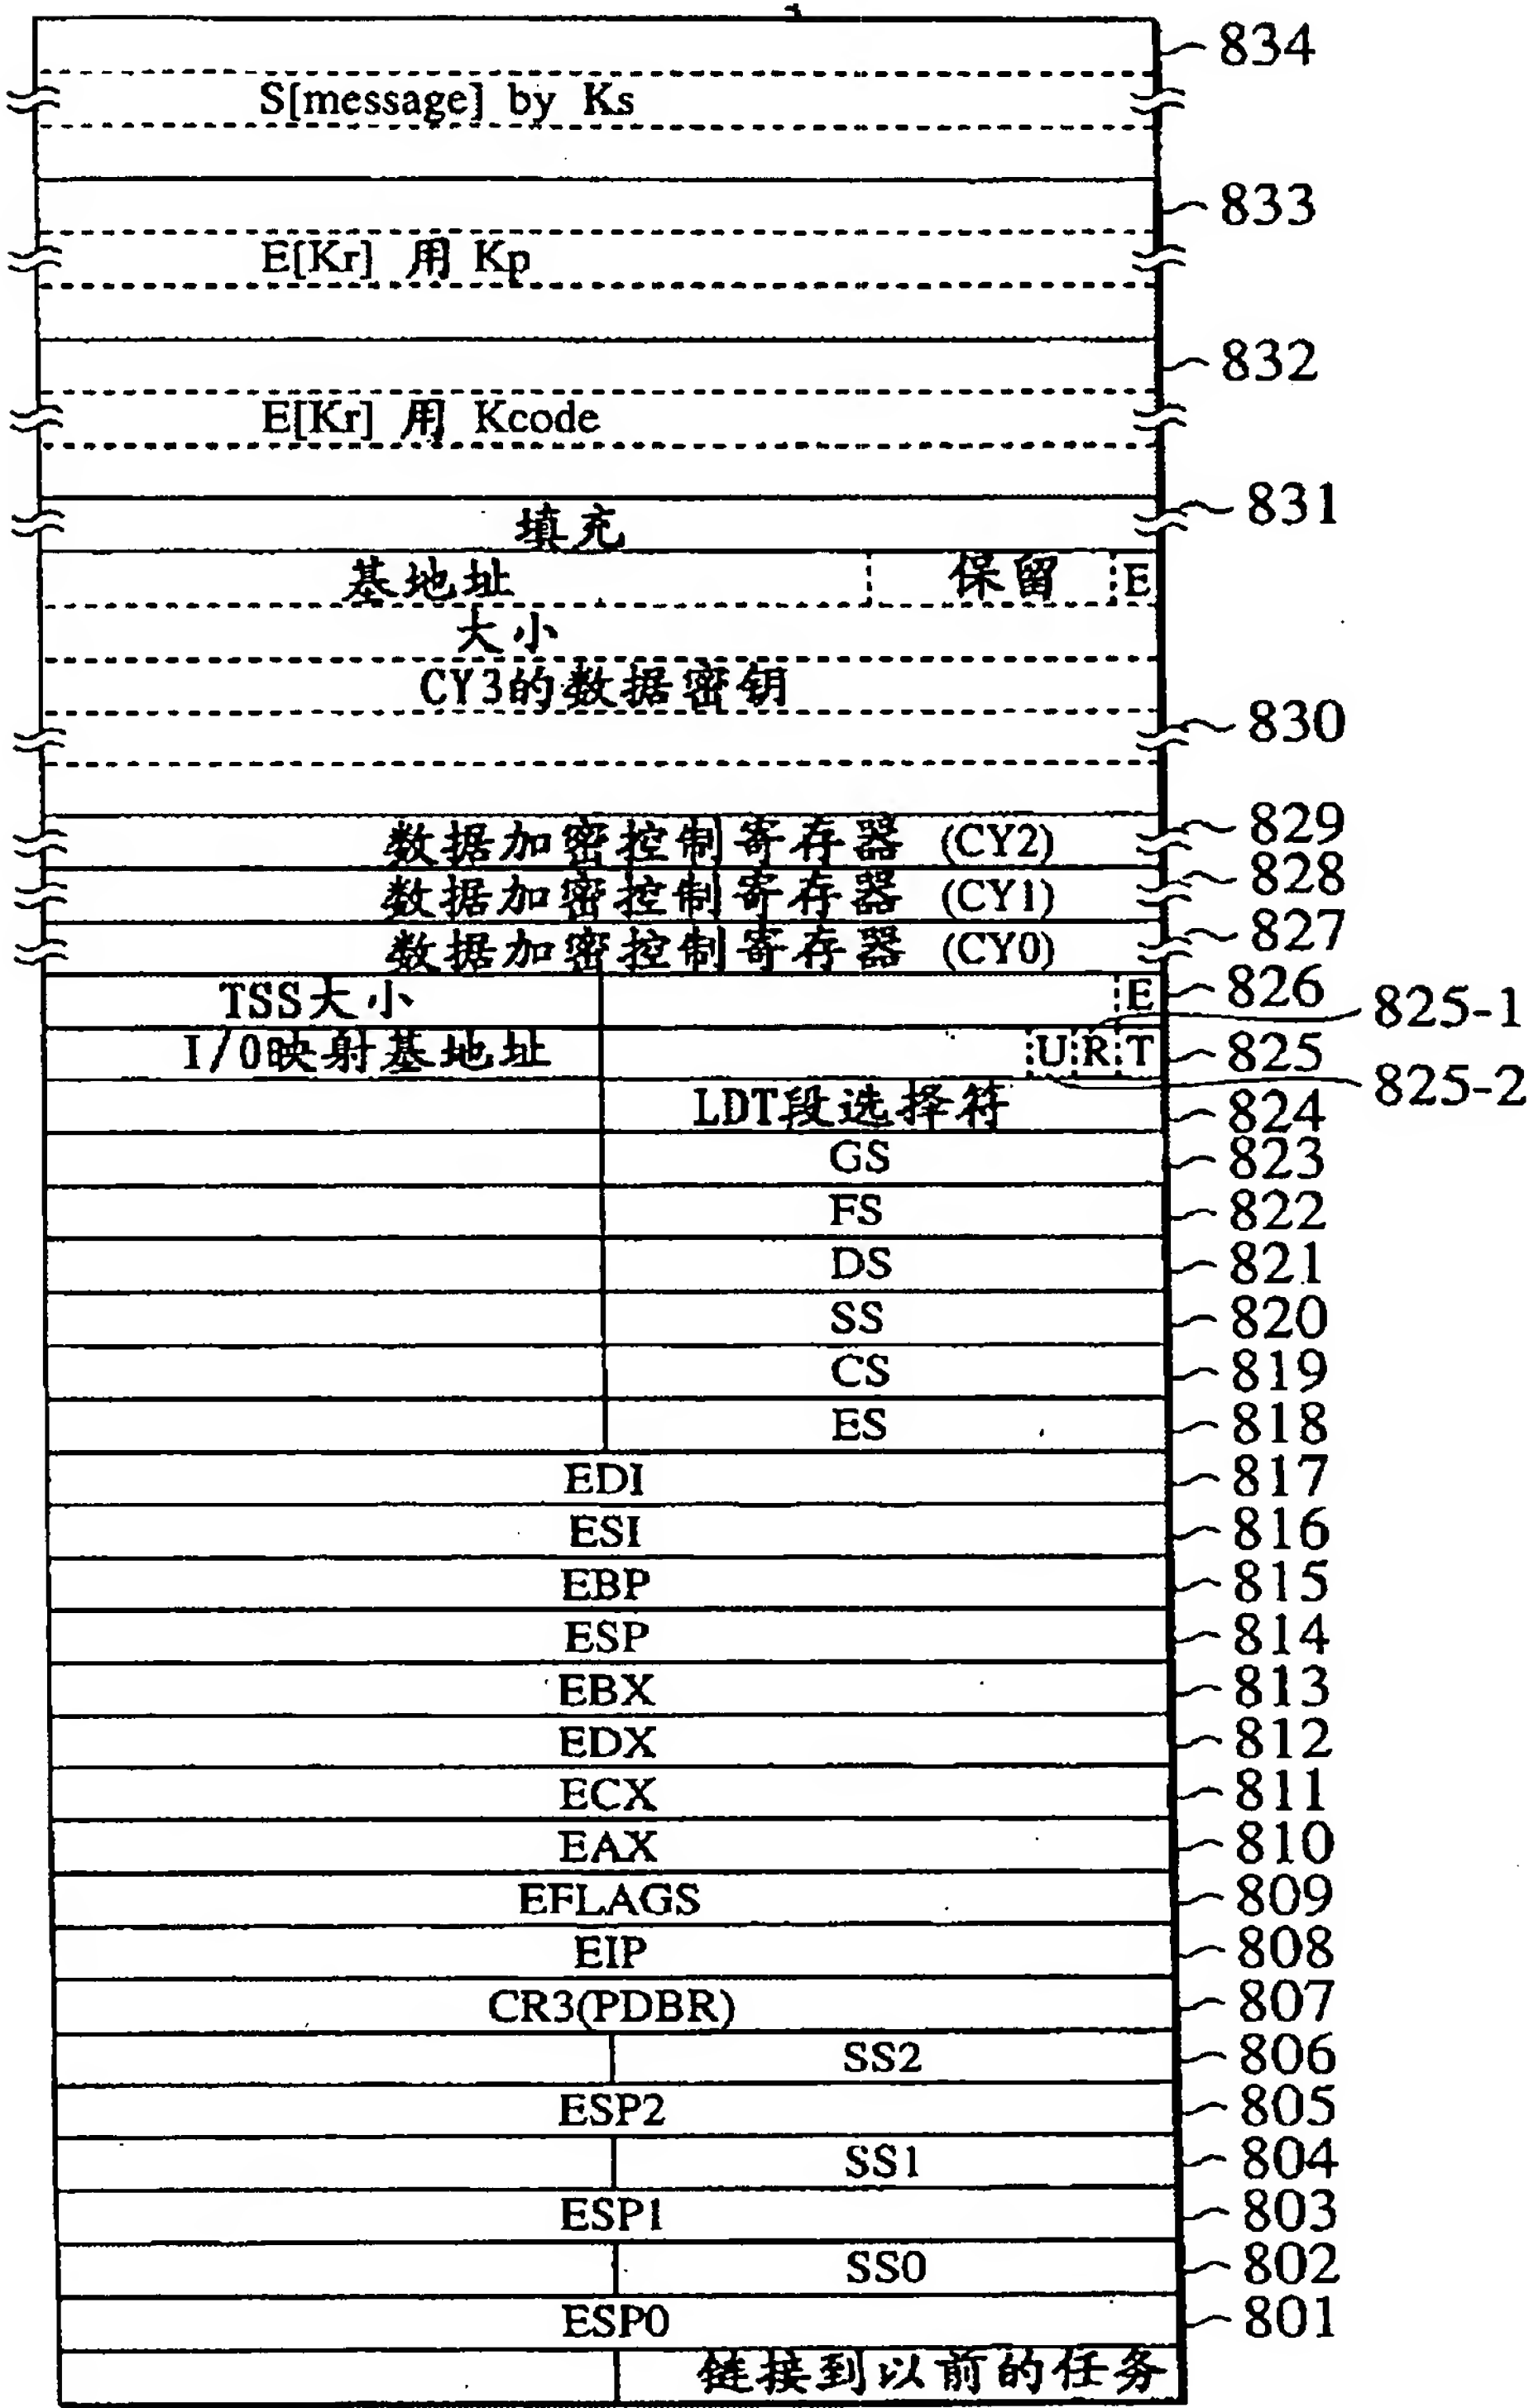 834
S[message] by Ks
833
E[Kr] 用 Kp
832
E[Kr] 用 Kcode
831
填充
基地址 保留 E
大小
CY3的数据密钥
830
数据加密控制寄存器 (CY2) 829
数据加密控制寄存器 (CY1) 828
数据加密控制寄存器 (CY0) 827
TSS大小 E 826
825-1
I/O映射基地址 U R T 825
825-2
LDT段选择符 824
GS 823
FS 822
DS 821
SS 820
CS 819
ES 818
EDI 817
ESI 816
EBP 815
ESP 814
EBX 813
EDX 812
ECX 811
EAX 810
EFLAGS 809
EIP 808
CR3(PDBR) 807
SS2 806
ESP2 805
SS1 804
ESP1 803
SS0 802
ESP0 801
链接到以前的任务